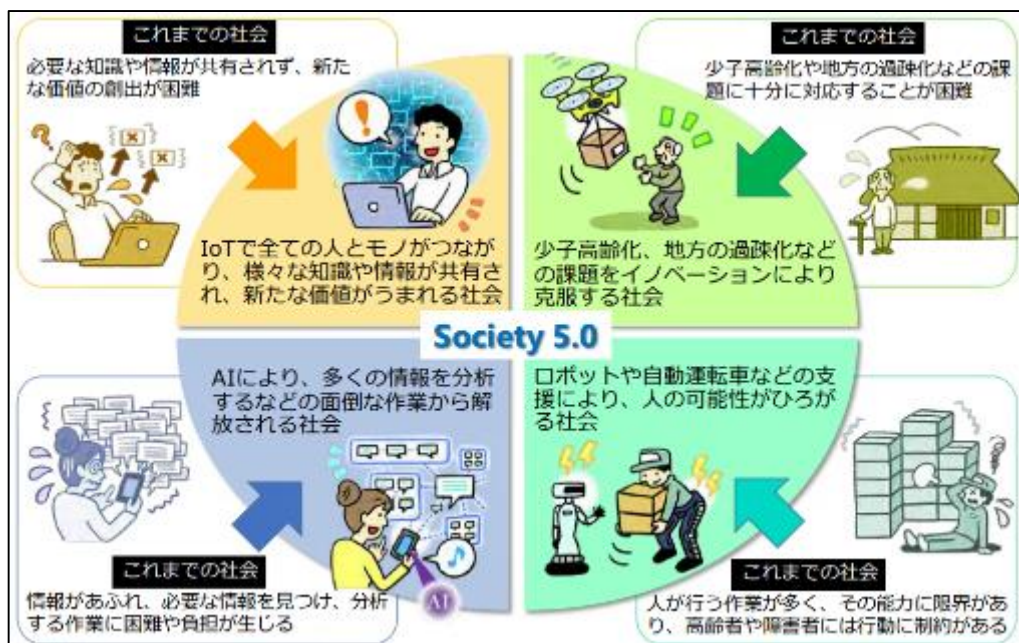 これまでの社会
必要な知識や情報が共有されず、新た
な価値の創出が困難
IoTで全ての人とモノがつなが
り、様々な知識や情報が共有さ
れ、新たな価値がうまれる社会
これまでの社会
少子高齢化や地方の過疎化などの課
題に十分に対応することが困難
少子高齢化、地方の過疎化など
の課題をイノベーションにより
克服する社会
Society 5.0
AIにより、多くの情報を分析
するなどの面倒な作業から解
放される社会
AI
これまでの社会
情報があふれ、必要な情報を見つけ、分析
する作業に困難や負担が生じる
ロボットや自動運転車などの支
援により、人の可能性がひろが
る社会
これまでの社会
人が行う作業が多く、その能力に限界があ
り、高齢者や障害者には行動に制約がある